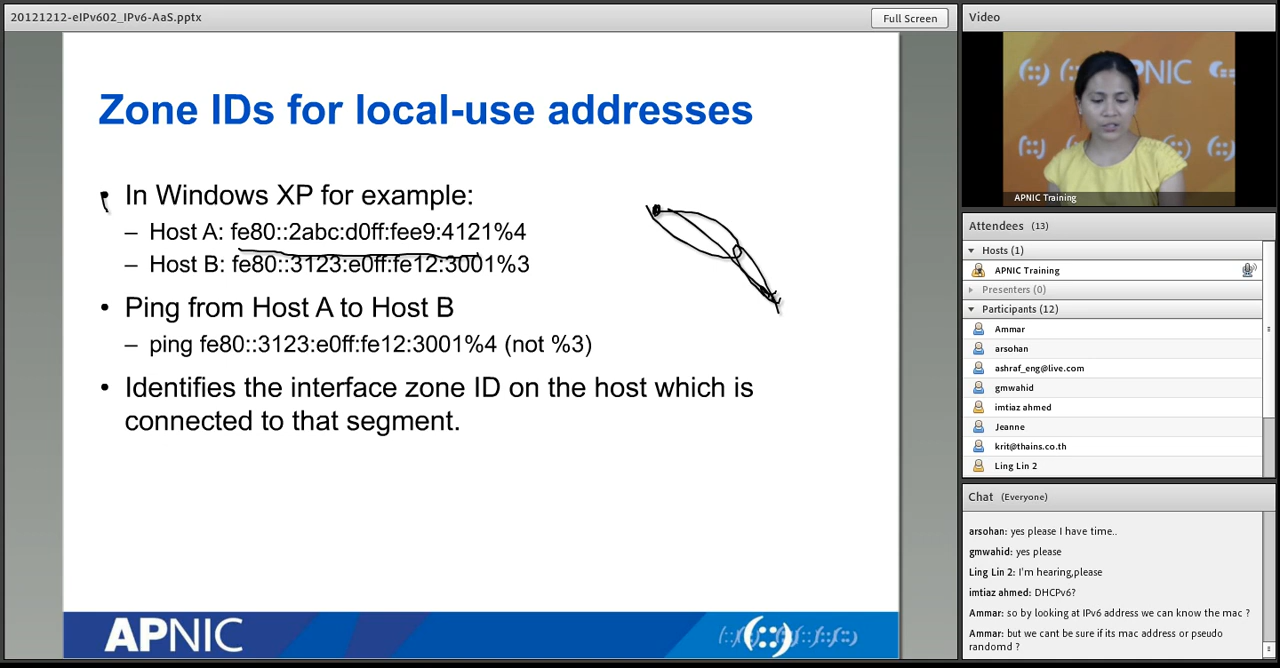 20121212-eIPv602_IPv6-AaS.pptx
Full Screen
Zone IDs for local-use addresses
• In Windows XP for example:
– Host A: fe80::2abc:d0ff:fee9:4121%4
– Host B: fe80::3123:e0ff:fe12:3001%3
• Ping from Host A to Host B
– ping fe80::3123:e0ff:fe12:3001%4 (not %3)
• Identifies the interface zone ID on the host which is
connected to that segment.
APNIC
Video
APNIC
APNIC Training
Attendees (13)
Hosts (1)
APNIC Training
Presenters (0)
Participants (12)
Ammar
arsohan
ashraf_eng@live.com
gmwahid
imtiaz ahmed
Jeanne
krit@thains.co.th
Ling Lin 2
Chat (Everyone)
arsohan: yes please I have time..
gmwahid: yes please
Ling Lin 2: I'm hearing,please
imtiaz ahmed: DHCPv6?
Ammar: so by looking at IPv6 address we can know the mac ?
Ammar: but we cant be sure if its mac address or pseudo
randomd ?